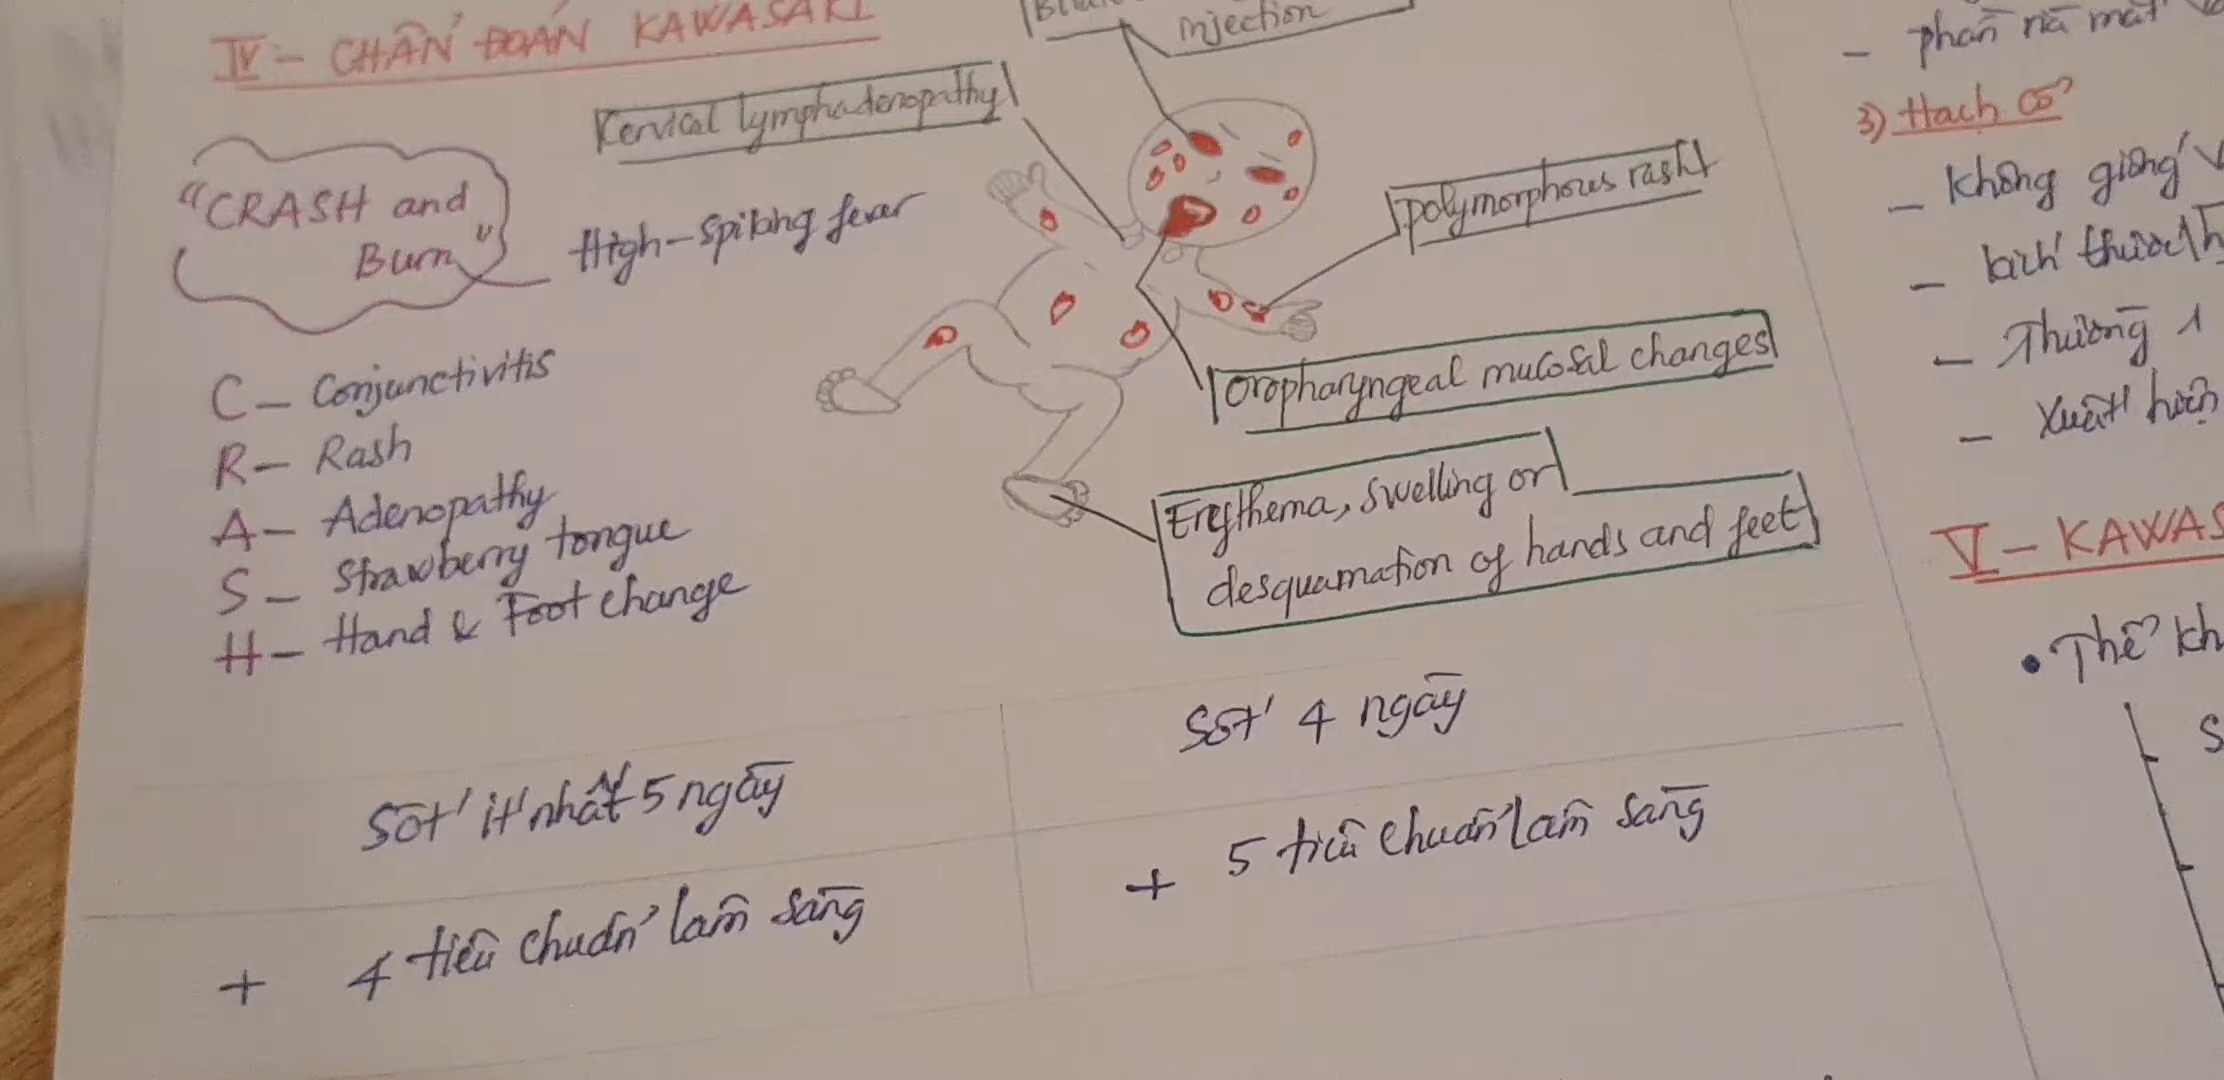 IV - CHẨN ĐOÁN KAWASAKI
injection
Cervical lymphadenopathy
"CRASH and
Burn"
High-spiking fever
polymorphous rash
C - Conjunctivitis
R - Rash
A - Adenopathy
S - Strawberry tongue
H - Hand & Foot change
Oropharyngeal mucosal changes
Erythema, swelling or
desquamation of hands and feet
Sốt ít nhất 5 ngày
+ 4 tiêu chuẩn lâm sàng
Sốt 4 ngày
+ 5 tiêu chuẩn lâm sàng
- phản
3) Hạch cổ
- Không giống
- kích thước
- Thường 1
- Xuất hiện
V - KAWAS
• Thể kh
S